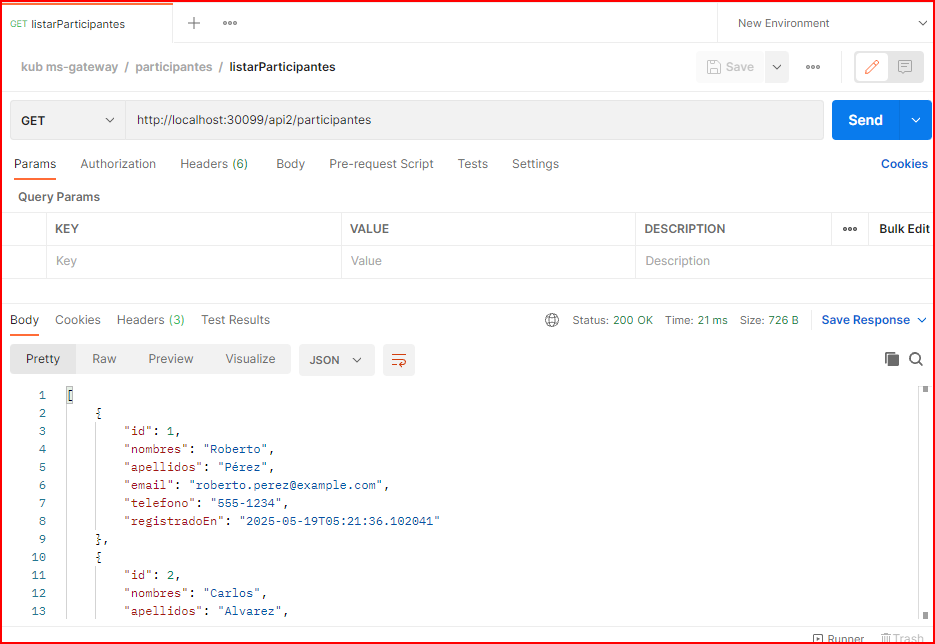 GET listarParticipantes
New Environment
kub ms-gateway / participantes / listarParticipantes
Save
GET http://localhost:30099/api2/participantes Send
Params Authorization Headers (6) Body Pre-request Script Tests Settings Cookies
Query Params
KEY VALUE DESCRIPTION Bulk Edit
Key Value Description
Body Cookies Headers (3) Test Results Status: 200 OK Time: 21 ms Size: 726 B Save Response
Pretty Raw Preview Visualize JSON
1 [
2 {
3 "id": 1,
4 "nombres": "Roberto",
5 "apellidos": "Pérez",
6 "email": "roberto.perez@example.com",
7 "telefono": "555-1234",
8 "registradoEn": "2025-05-19T05:21:36.102041"
9 },
10 {
11 "id": 2,
12 "nombres": "Carlos",
13 "apellidos": "Alvarez",
Runner Trash